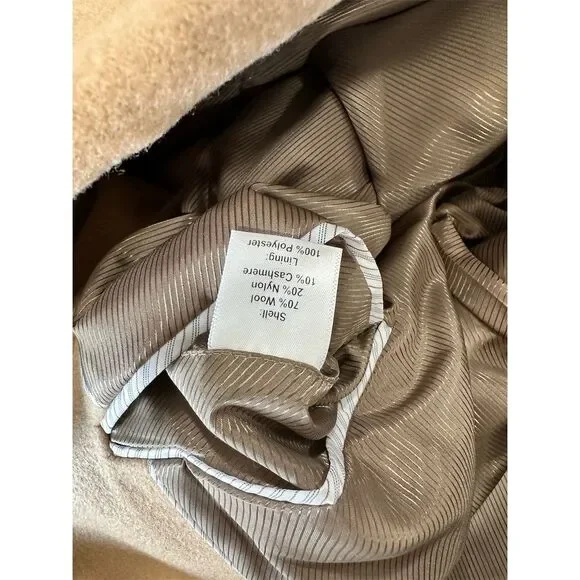 Shell:
70% Wool
20% Nylon
10% Cashmere
Lining:
100% Polyester